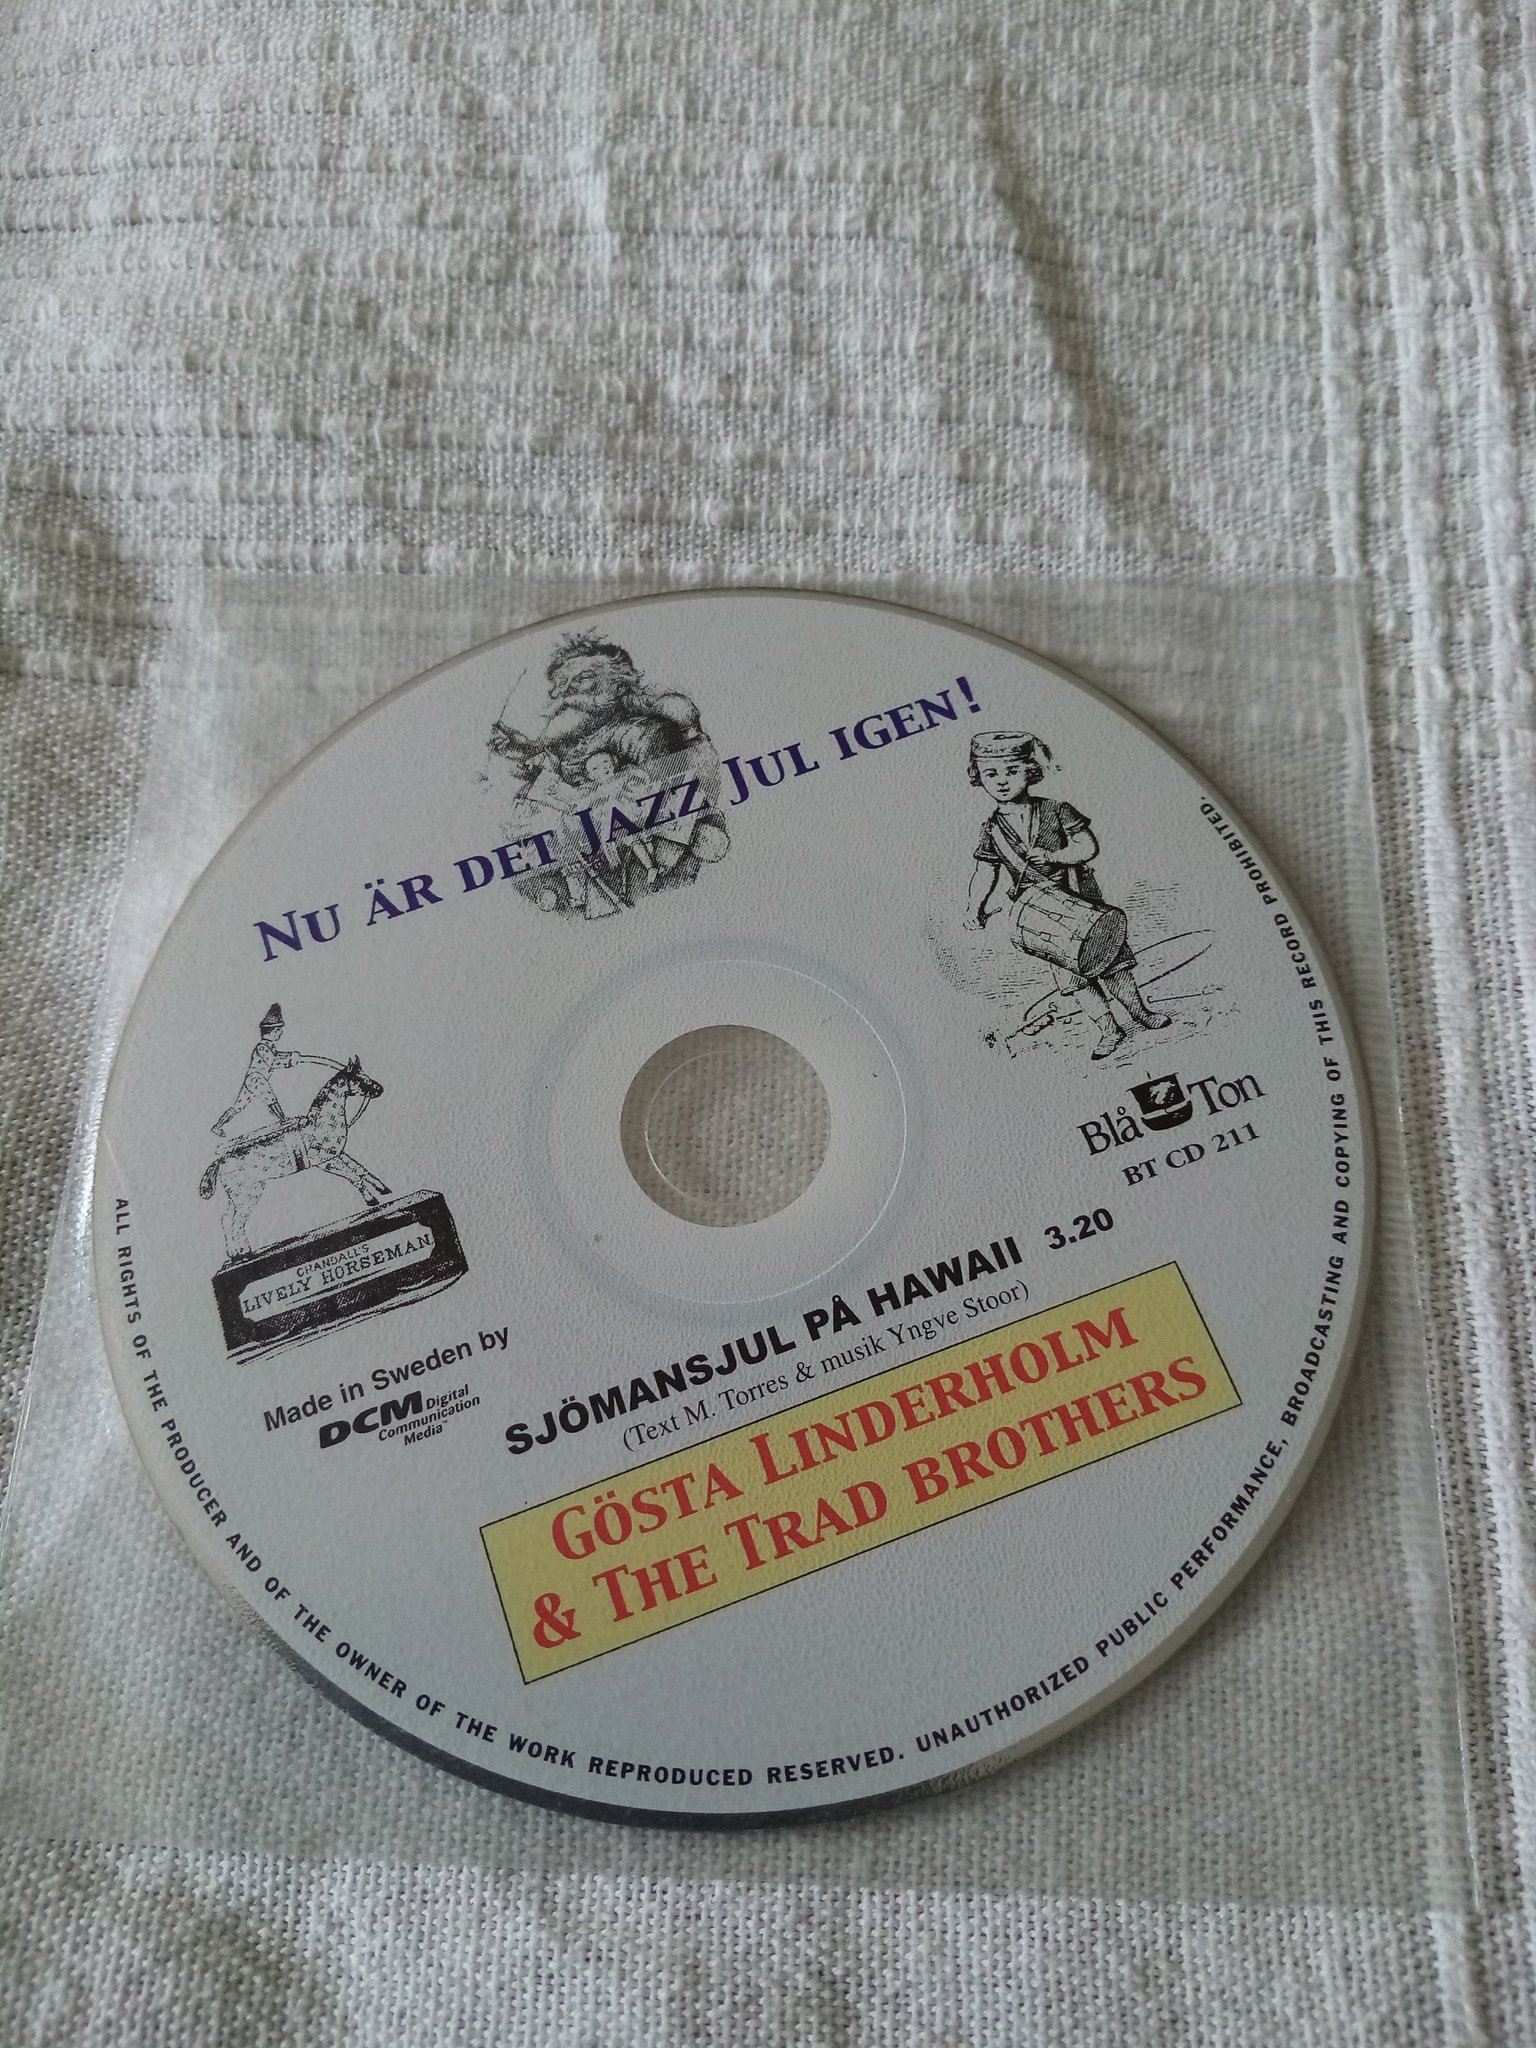 NU ÄR DET JAZZ JUL IGEN!
CRANDALL'S
LIVELY HORSEMAN
Blå Ton
BT CD 211
Made in Sweden by
DCM Digital
Communication
Media™
SJÖMANSJUL PÅ HAWAII 3.20
(Text M. Torres & musik Yngve Stoor)
GÖSTA LINDERHOLM
& THE TRAD BROTHERS
ALL RIGHTS OF THE PRODUCER AND OF THE OWNER OF THE WORK REPRODUCED RESERVED. UNAUTHORIZED PUBLIC PERFORMANCE, BROADCASTING AND COPYING OF THIS RECORD PROHIBITED.